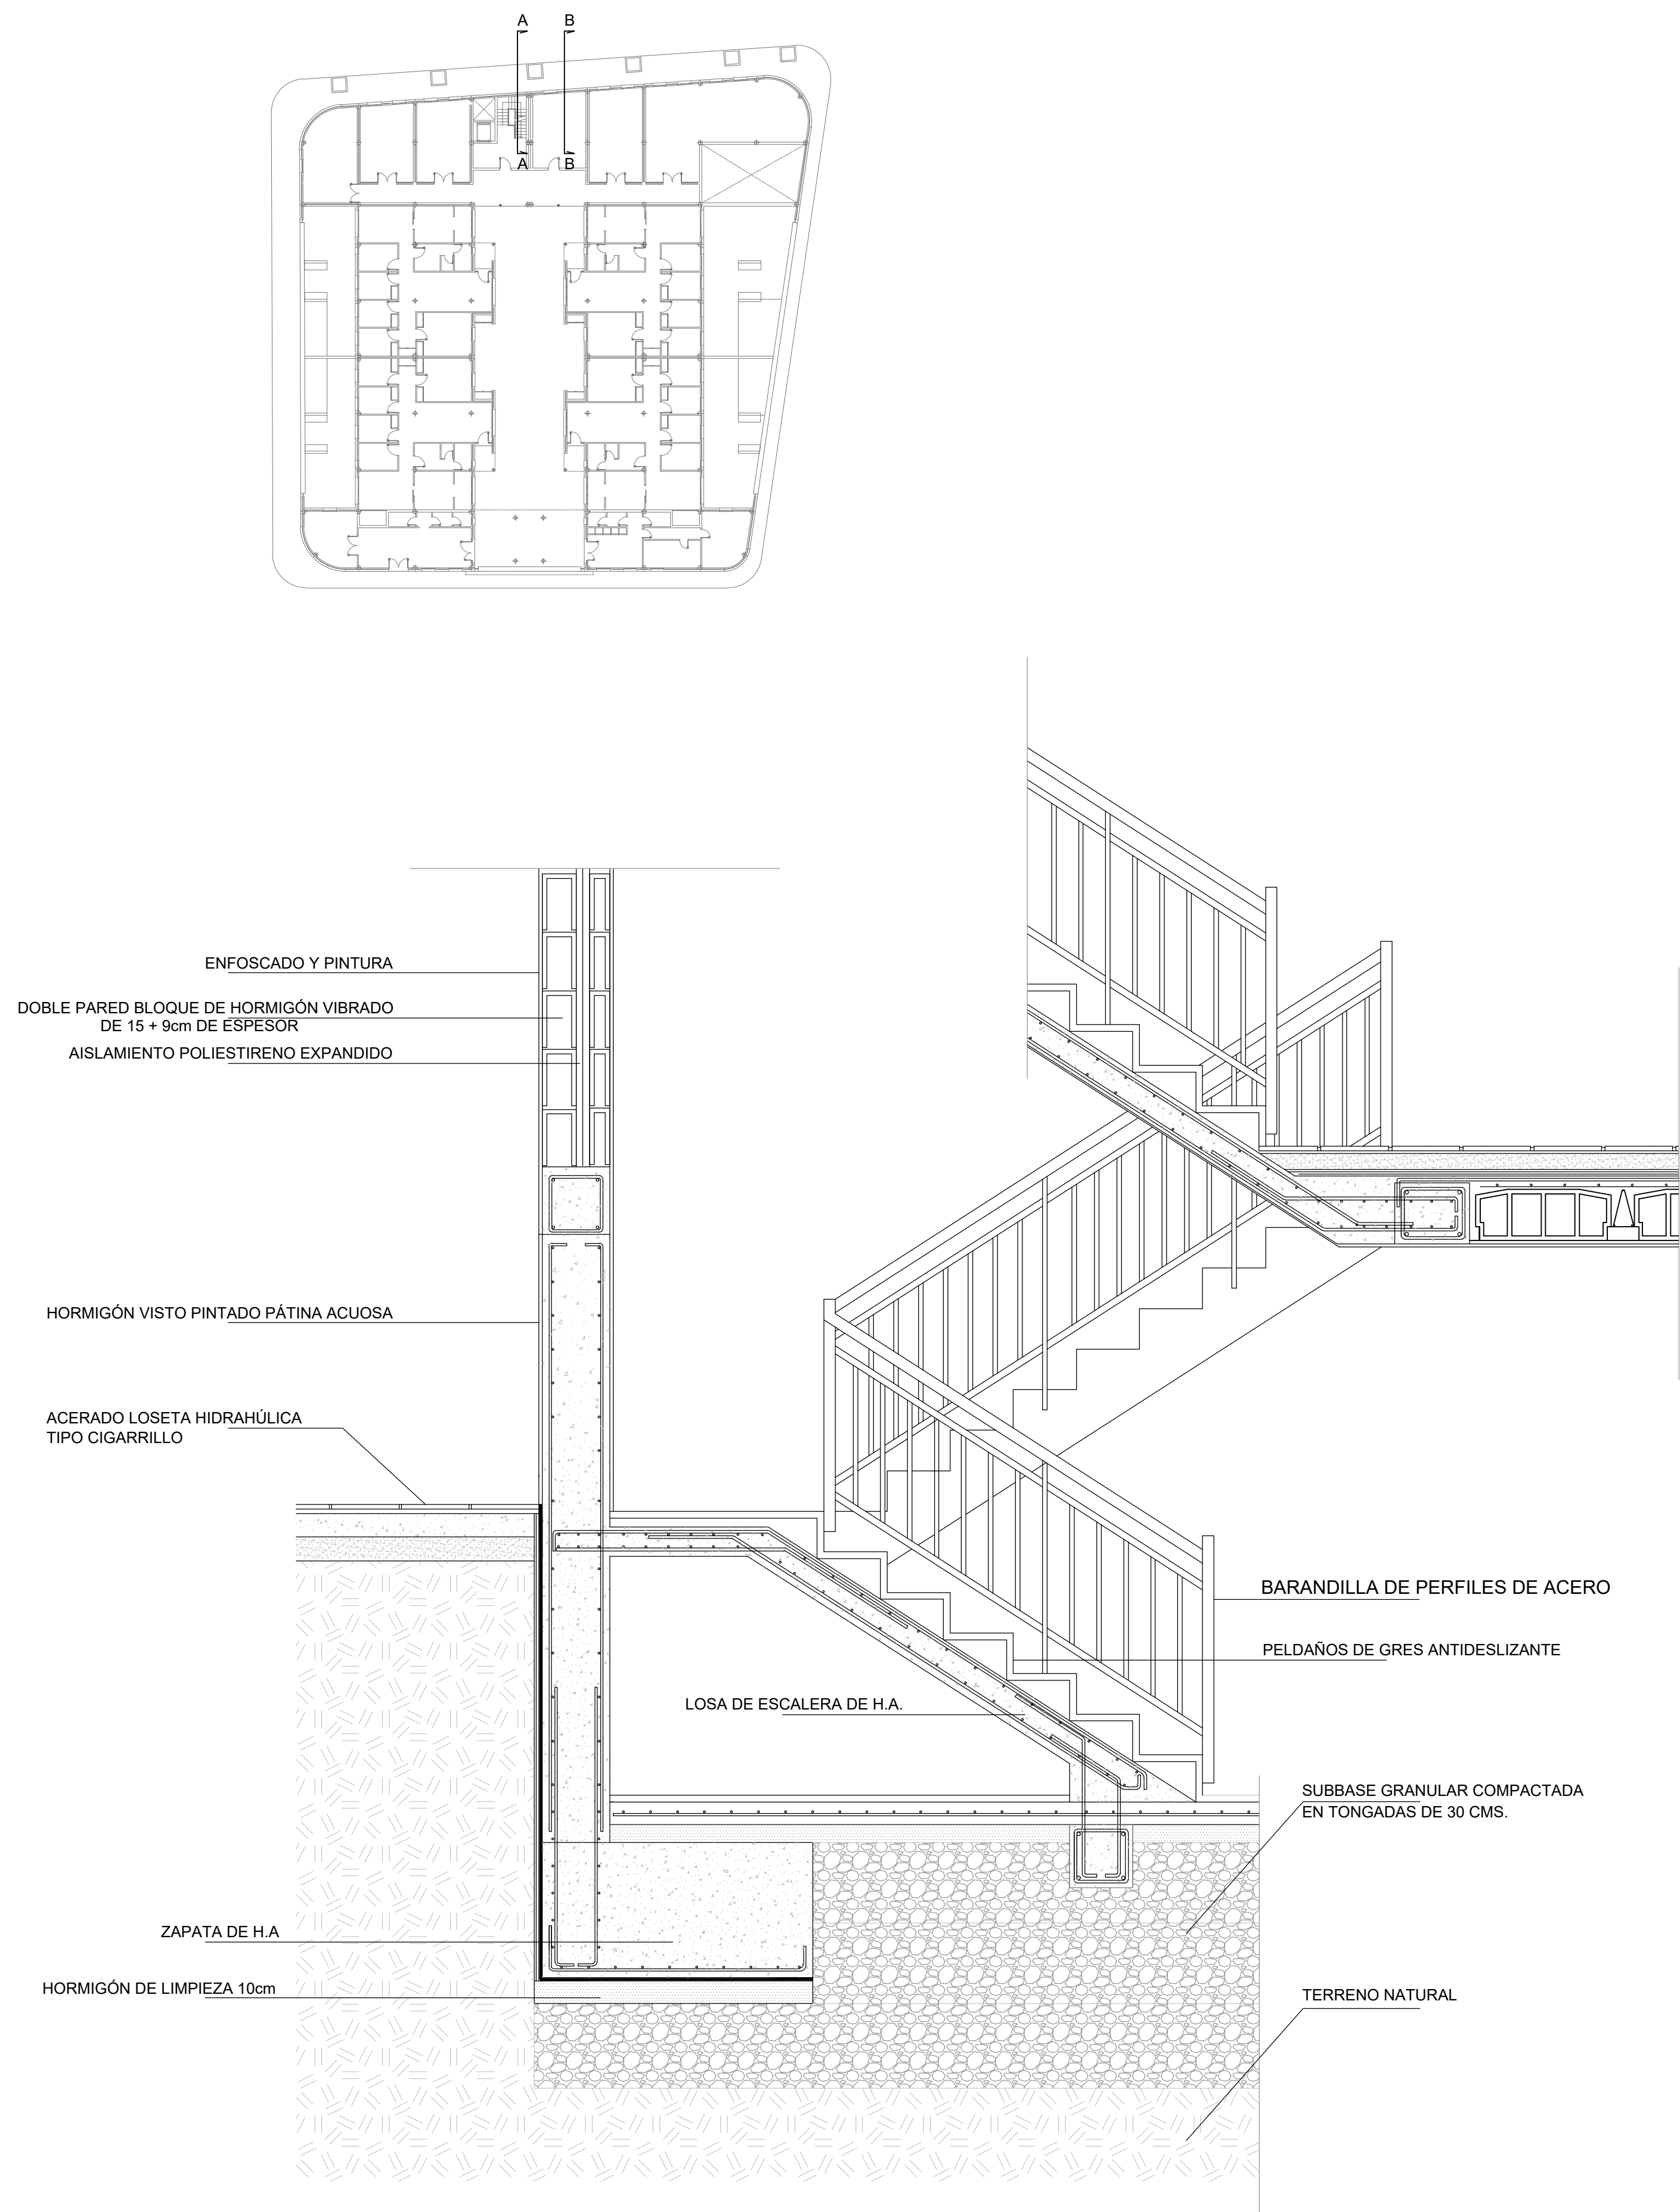 A B
A B
ENFOSCADO Y PINTURA
DOBLE PARED BLOQUE DE HORMIGÓN VIBRADO
DE 15 + 9cm DE ESPESOR
AISLAMIENTO POLIESTIRENO EXPANDIDO
HORMIGÓN VISTO PINTADO PÁTINA ACUOSA
ACERADO LOSETA HIDRAHÚLICA
TIPO CIGARRILLO
BARANDILLA DE PERFILES DE ACERO
PELDAÑOS DE GRES ANTIDESLIZANTE
LOSA DE ESCALERA DE H.A.
SUBBASE GRANULAR COMPACTADA
EN TONGADAS DE 30 CMS.
ZAPATA DE H.A
HORMIGÓN DE LIMPIEZA 10cm
TERRENO NATURAL